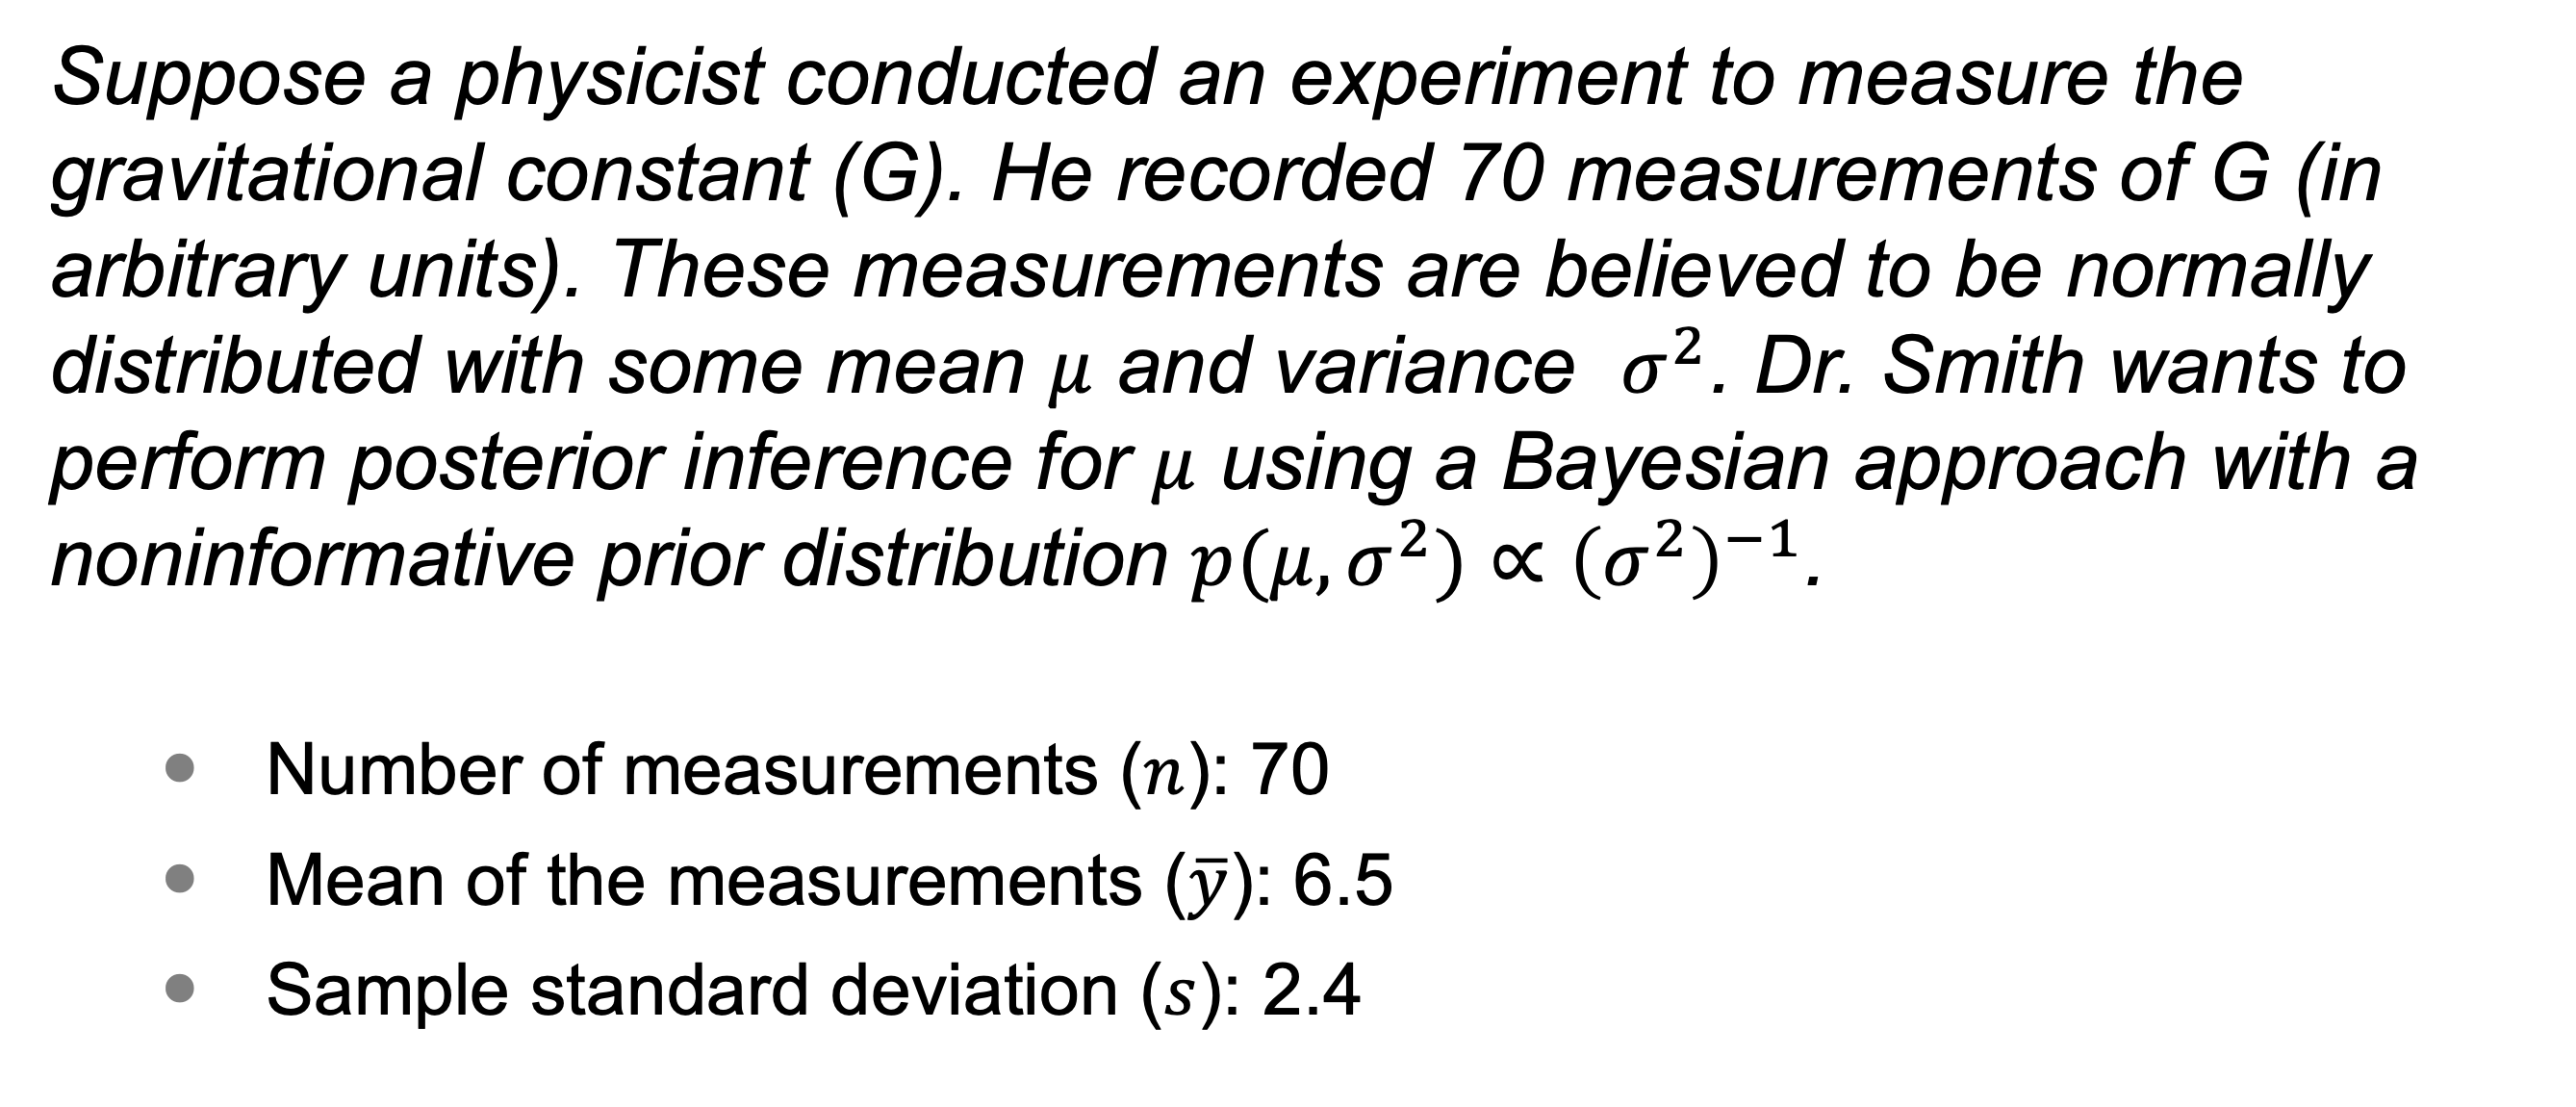 Suppose a physicist conducted an experiment to measure the
gravitational constant (G). He recorded 70 measurements of G (in
arbitrary units). These measurements are believed to be normally
distributed with some mean μ and variance σ². Dr. Smith wants to
perform posterior inference for μ using a Bayesian approach with a
noninformative prior distribution p(μ, σ²) ∝ (σ²)⁻¹.
• Number of measurements (n): 70
• Mean of the measurements (ȳ): 6.5
• Sample standard deviation (s): 2.4